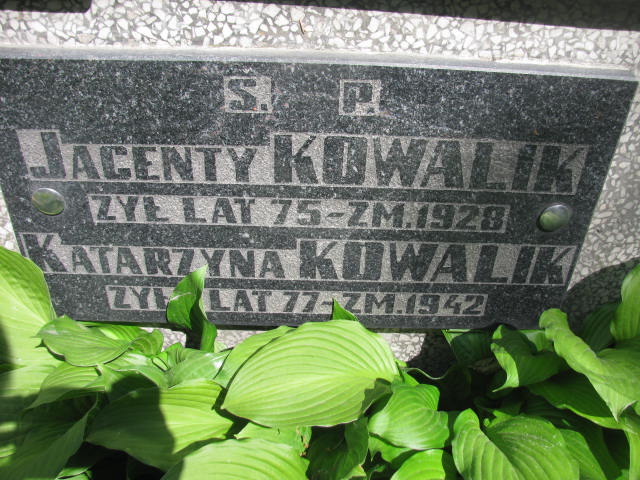 Ś. P.
JACENTY KOWALIK
ŻYŁ LAT 75-ZM.1928
KATARZYNA KOWALIK
ŻYŁ LAT 77-ZM.1942